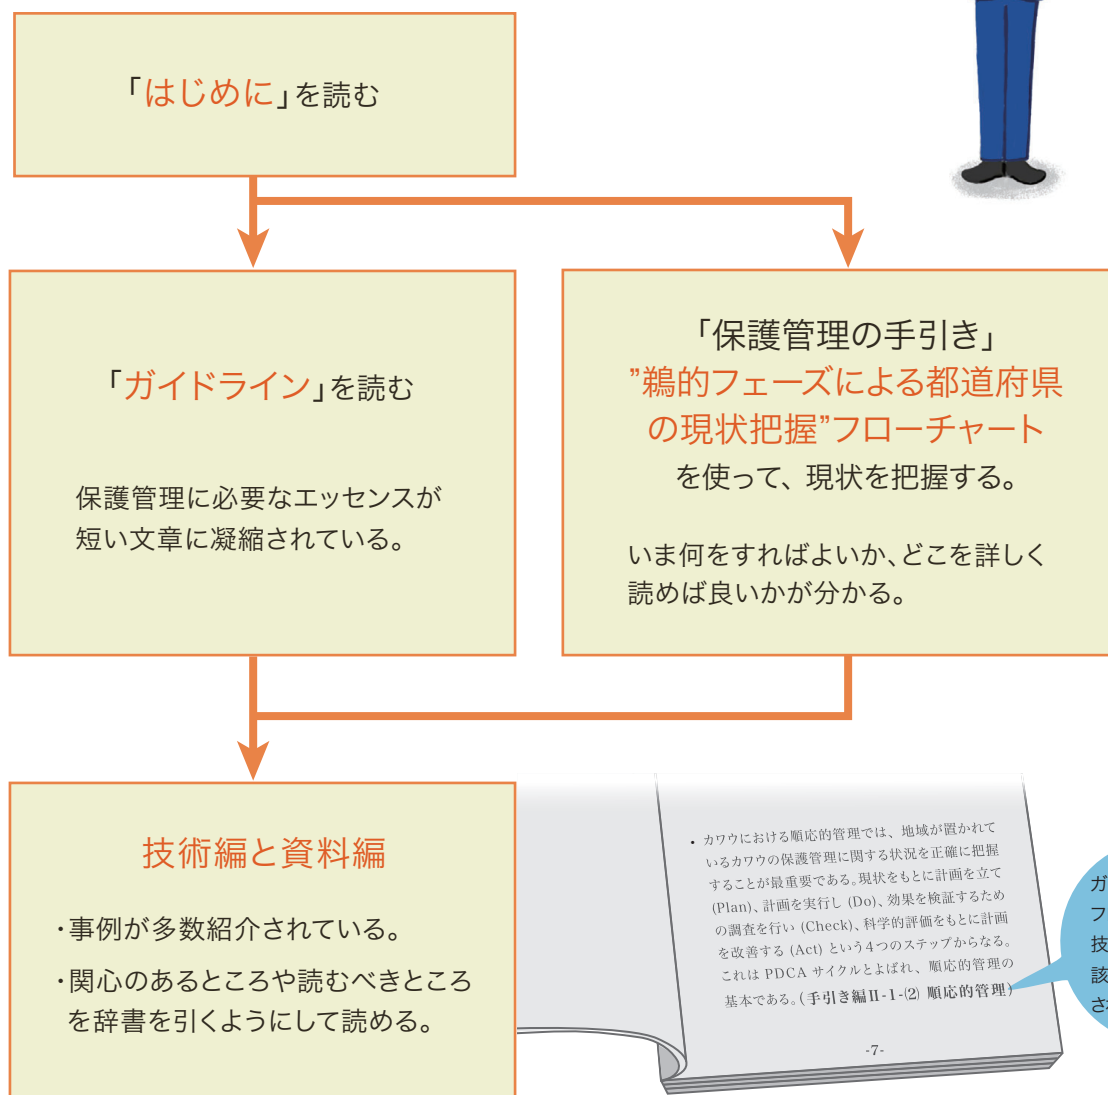 「はじめに」を読む
「ガイドライン」を読む
保護管理に必要なエッセンスが
短い文章に凝縮されている。
「保護管理の手引き」
”鵜的フェーズによる都道府県
の現状把握”フローチャート
を使って、現状を把握する。
いま何をすればよいか、どこを詳しく
読めば良いかが分かる。
技術編と資料編
・事例が多数紹介されている。
・関心のあるところや読むべきところ
を辞書を引くようにして読める。
・カワウにおける順応的管理では、地域が置かれて
いるカワウの保護管理に関する状況を正確に把握
することが最重要である。現状をもとに計画を立て
(Plan)、計画を実行し (Do)、効果を検証するため
の調査を行い (Check)、科学的評価をもとに計画
を改善する (Act) という4つのステップからなる。
これは PDCA サイクルとよばれ、順応的管理の
基本である。(手引き編Ⅱ-1-(2) 順応的管理)
-7-
ガ
フ
技
該
さ